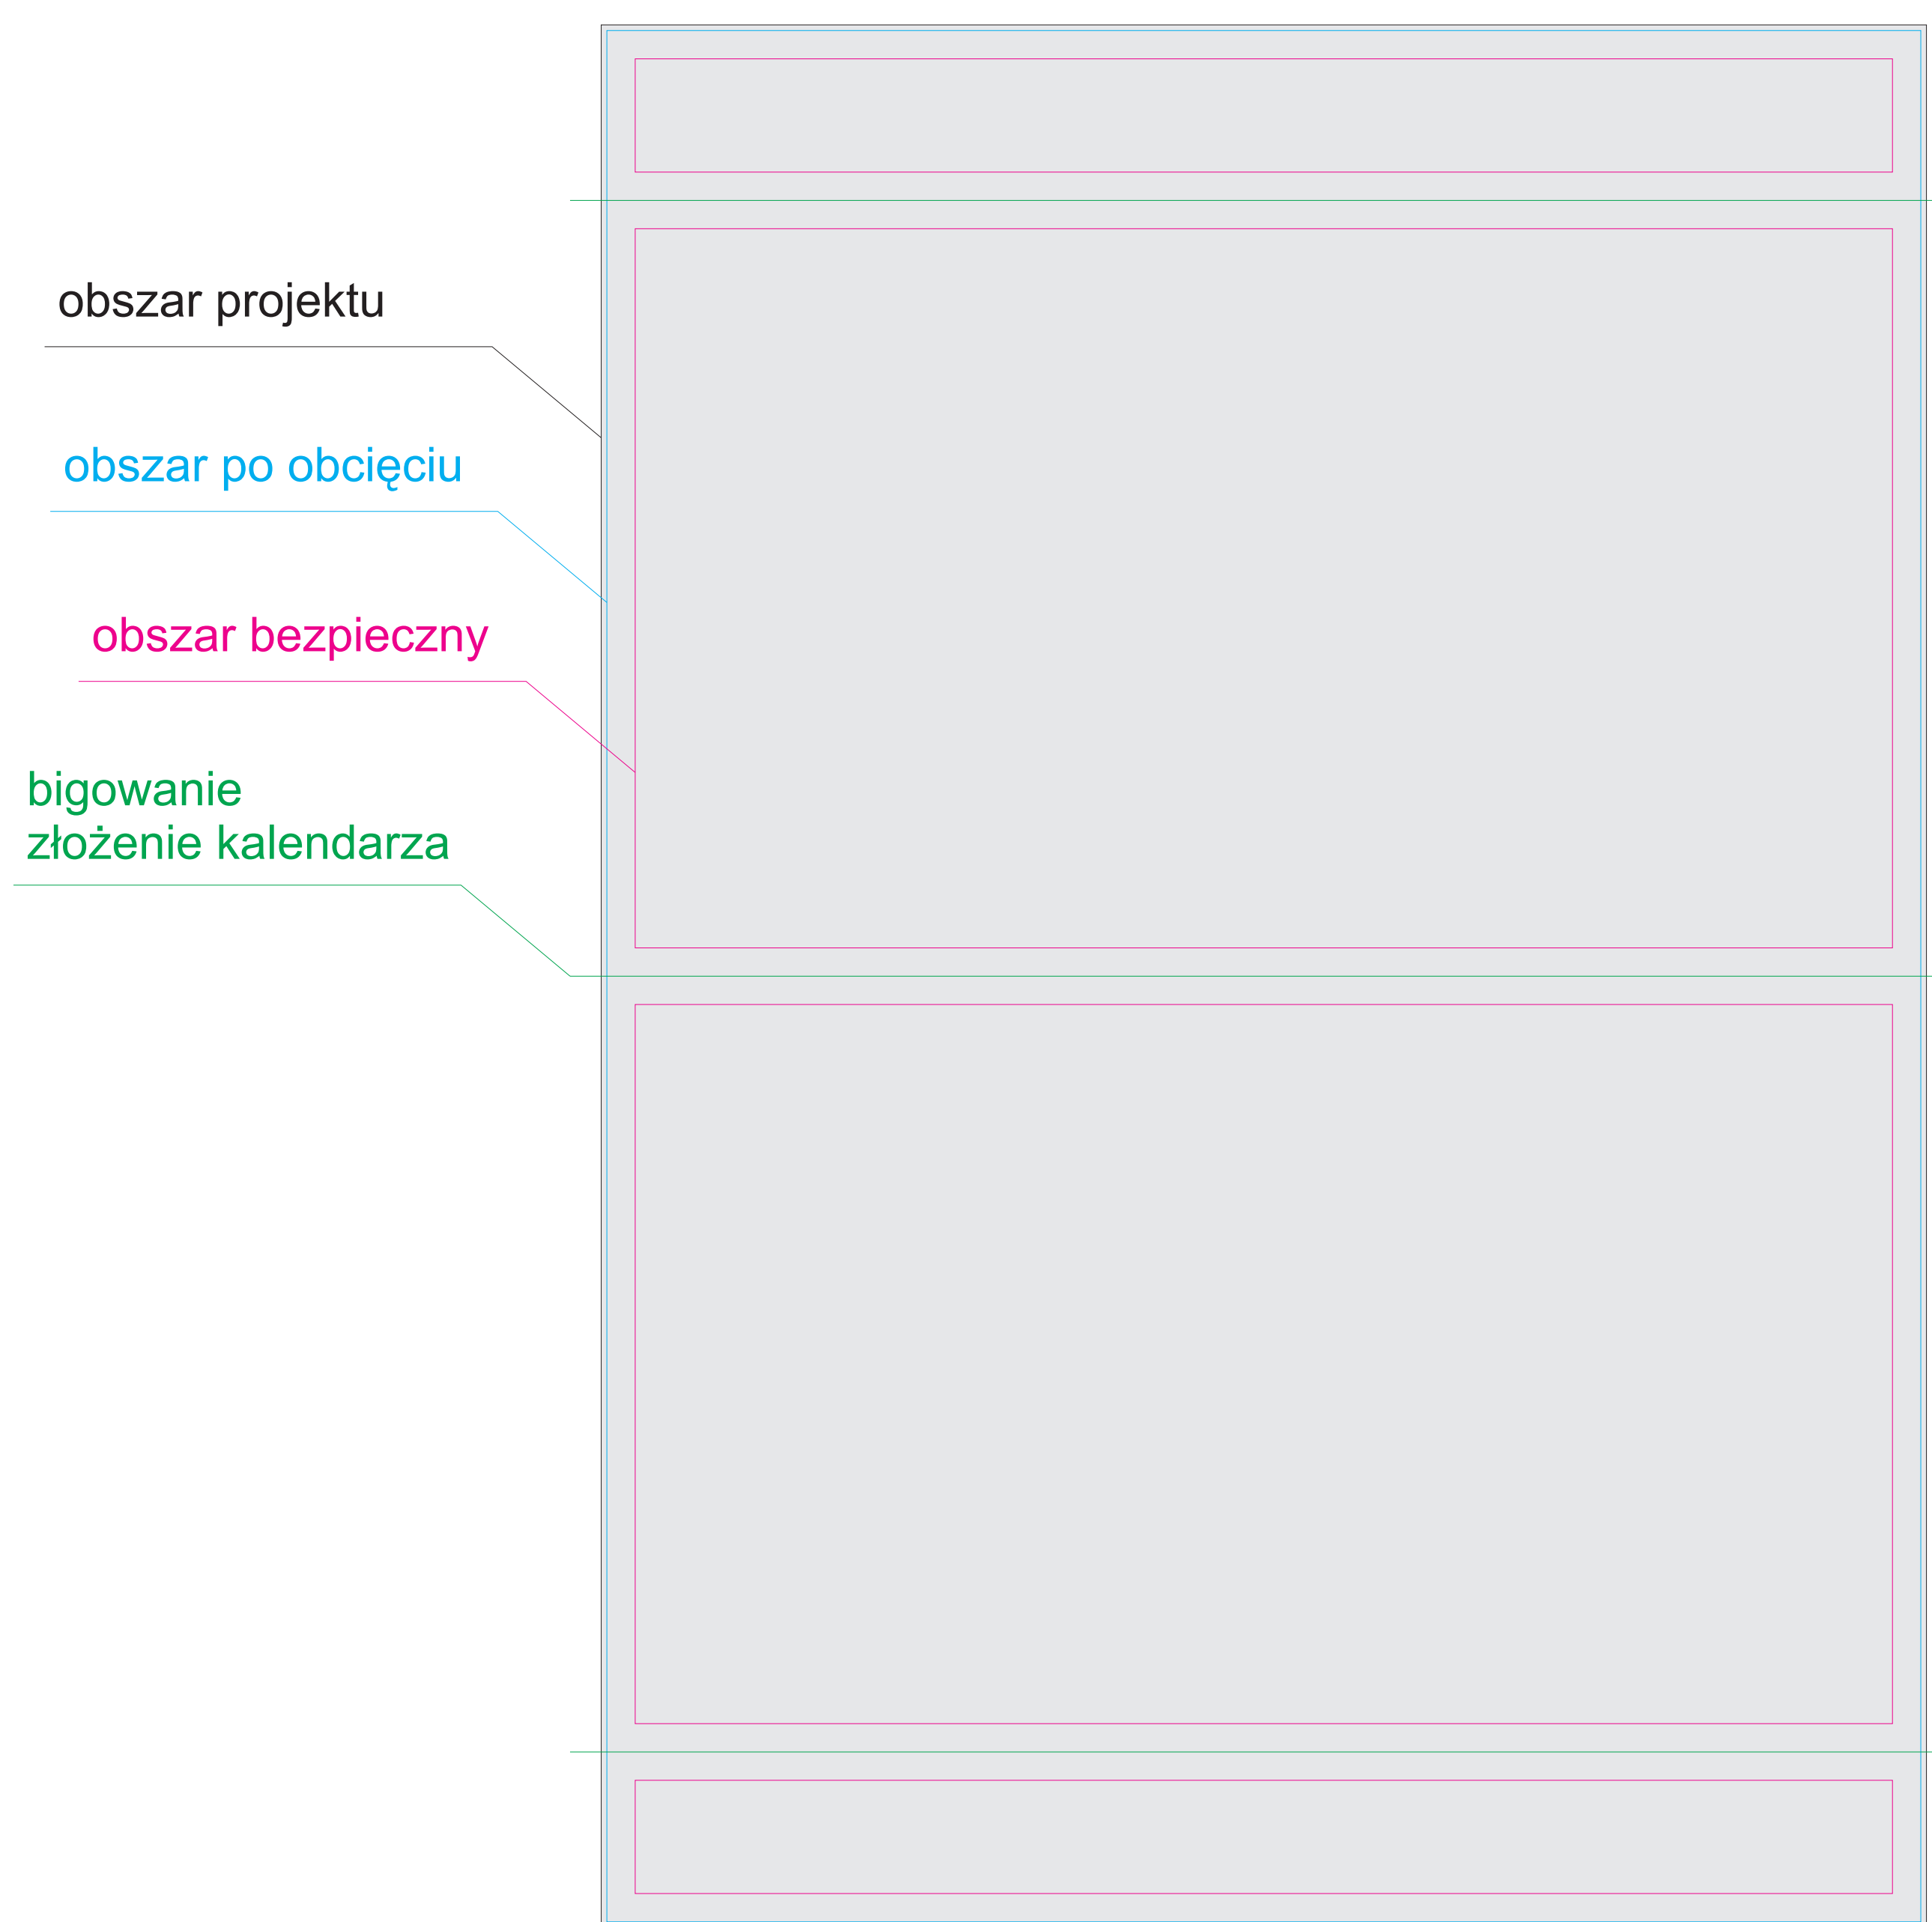 obszar projektu
obszar po obcięciu
obszar bezpieczny
bigowanie
złożenie kalendarza